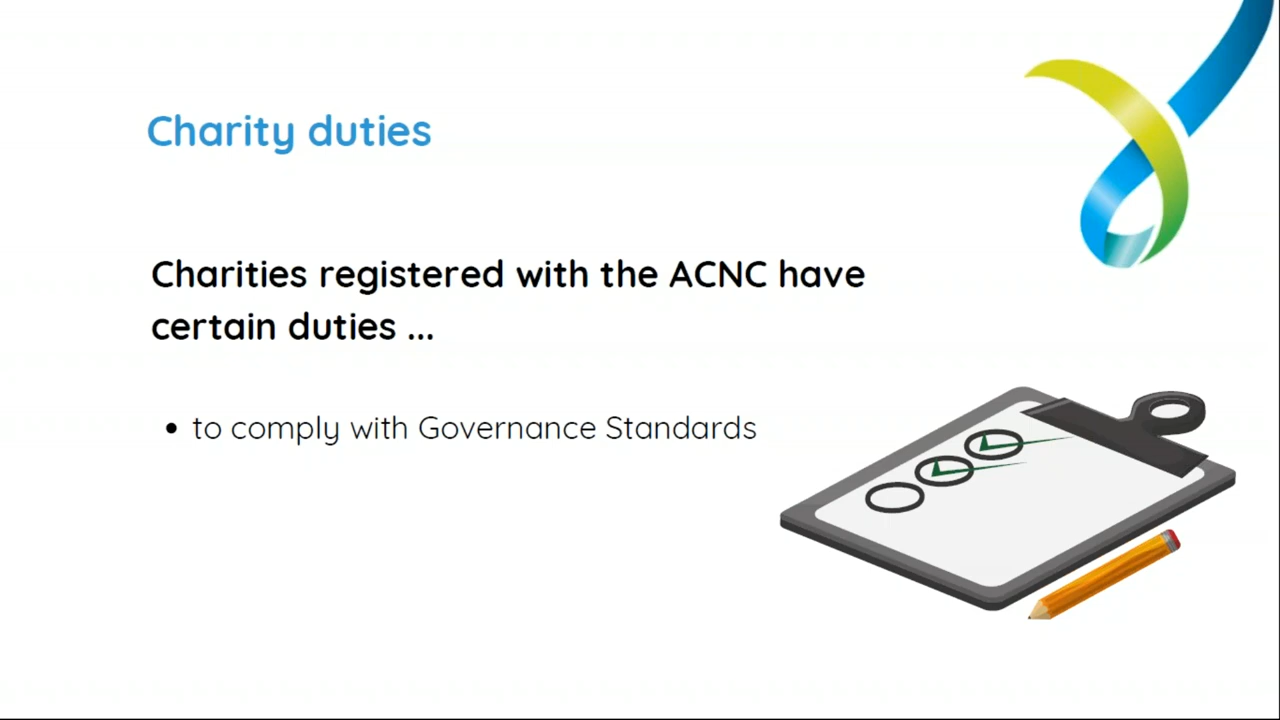 Charity duties
Charities registered with the ACNC have
certain duties ...
• to comply with Governance Standards